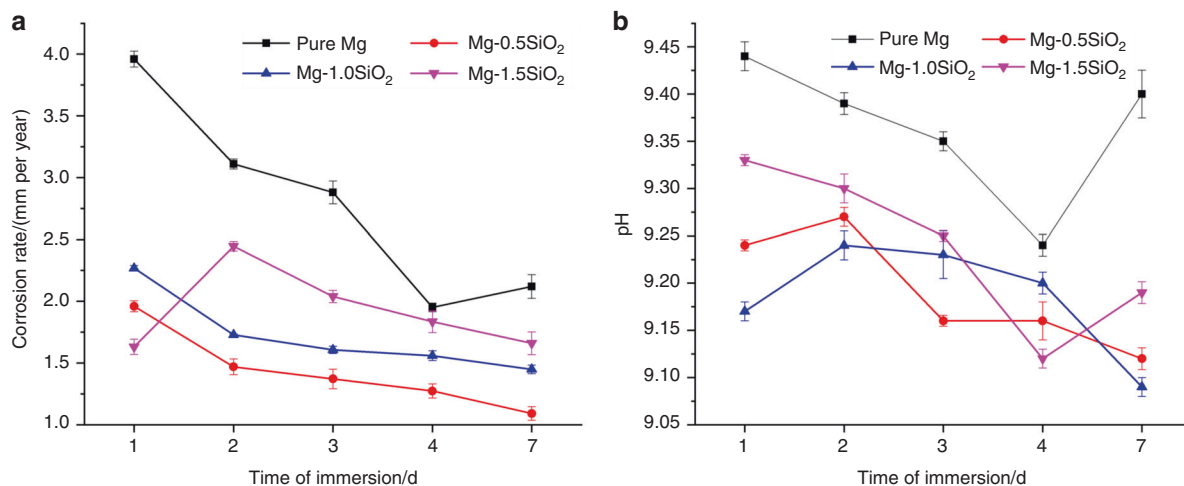 a
Pure Mg
Mg-0.5SiO₂
Mg-1.0SiO₂
Mg-1.5SiO₂
4.0
3.5
3.0
2.5
2.0
1.5
1.0
Corrosion rate/(mm per year)
1 2 3 4 7
Time of immersion/d
b
Pure Mg
Mg-0.5SiO₂
Mg-1.0SiO₂
Mg-1.5SiO₂
9.45
9.40
9.35
9.30
9.25
9.20
9.15
9.10
9.05
pH
1 2 3 4 7
Time of immersion/d